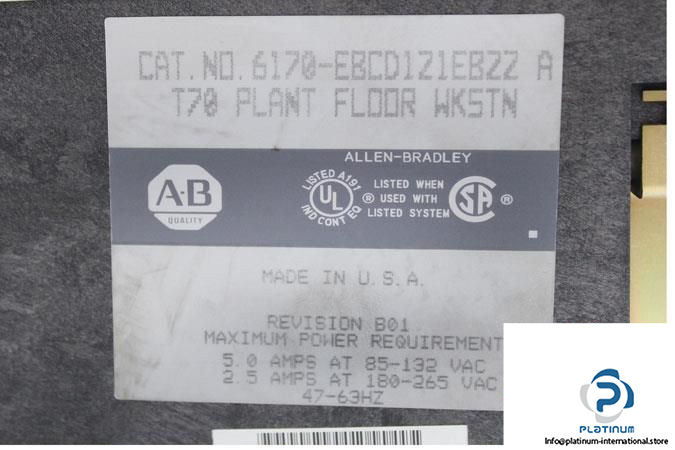 CAT.NO. 6170-EBCD121EBZZ A
T70 PLANT FLOOR WKSTN
ALLEN-BRADLEY
A-B
QUALITY
LISTED A191
UL
IND CONT EQ
®
LISTED WHEN
USED WITH
LISTED SYSTEM
SA
®
MADE IN U.S.A.
REVISION B01
MAXIMUM POWER REQUIREMENT
5.0 AMPS AT 85-132 VAC
2.5 AMPS AT 180-265 VAC
47-63HZ
PLATINUM
info@platinum-international.store